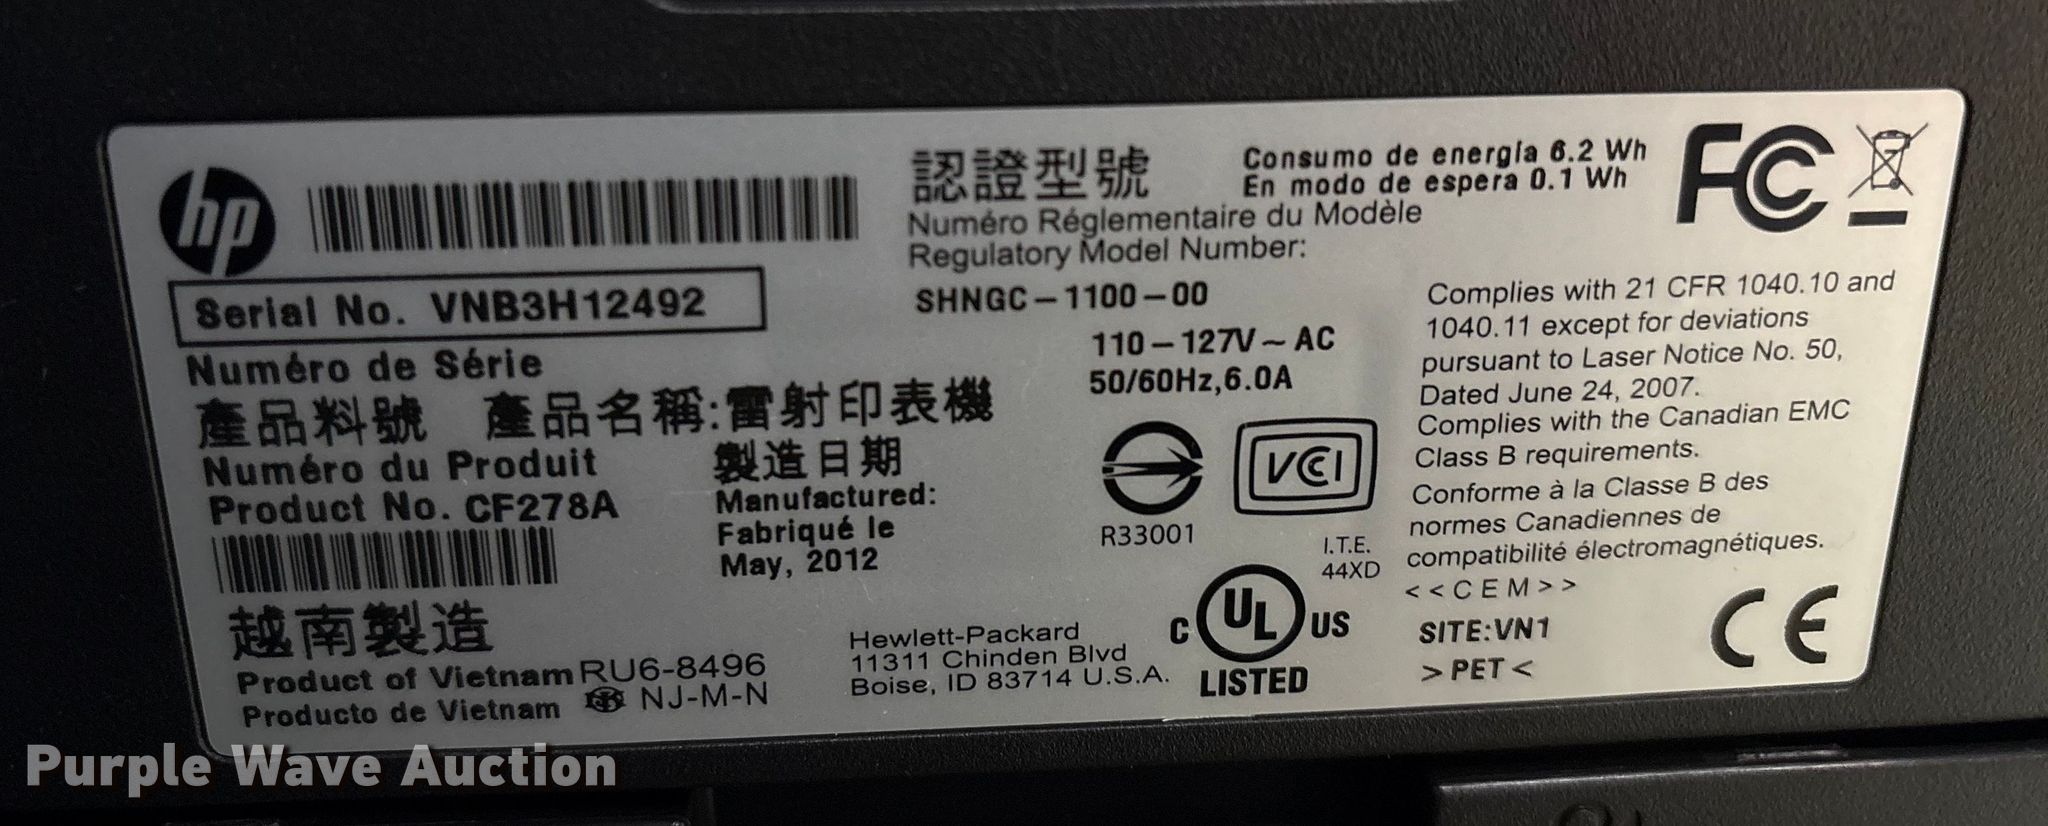 hp
Serial No. VNB3H12492
Numéro de Série
產品料號 產品名稱:雷射印表機
Numéro du Produit
Product No. CF278A
製造日期
Manufactured:
Fabriqué le
May, 2012
越南製造
Product of Vietnam
Producto de Vietnam
RU6-8496
NJ-M-N
認證型號
Numéro Réglementaire du Modèle
Regulatory Model Number:
SHNGC-1100-00
110-127V~AC
50/60Hz,6.0A
Consumo de energía 6.2 Wh
En modo de espera 0.1 Wh
FC
R33001
VCI
I.T.E.
44XD
C UL US
LISTED
Hewlett-Packard
11311 Chinden Blvd
Boise, ID 83714 U.S.A.
Complies with 21 CFR 1040.10 and
1040.11 except for deviations
pursuant to Laser Notice No. 50,
Dated June 24, 2007.
Complies with the Canadian EMC
Class B requirements.
Conforme à la Classe B des
normes Canadiennes de
compatibilité électromagnétiques.
<<CEM>>
SITE:VN1
>PET<
CE
Purple Wave Auction